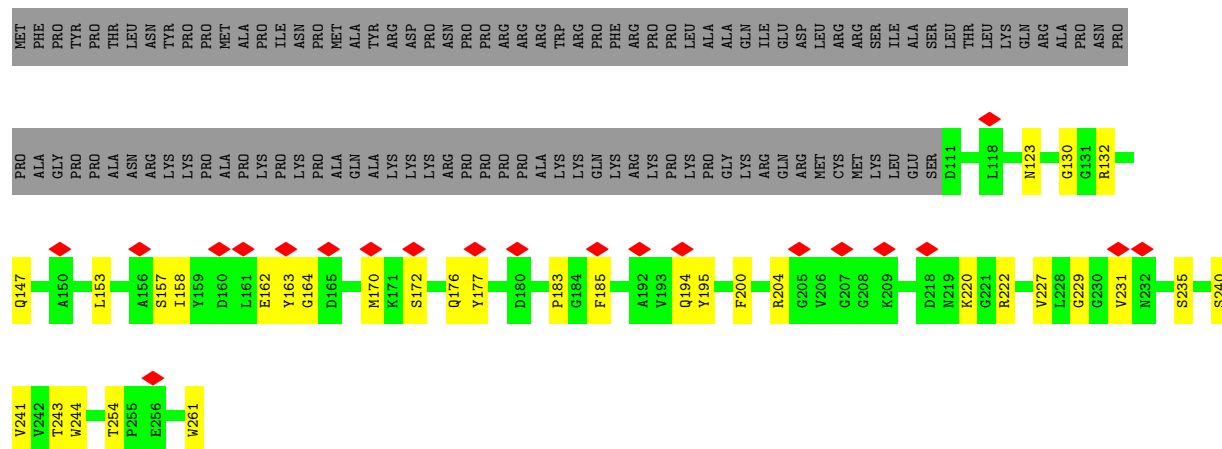 MET PHE PRO TYR PRO THR LEU ASN TYR PRO PRO MET ALA PRO ILE ASN PRO MET ALA TYR ARG ASP PRO ASN PRO PRO ARG ARG ARG TRP ARG PRO PHE ARG PRO PRO LEU ALA ALA GLN ILE GLU ASP LEU ARG ARG SER ILE ALA SER LEU THR LEU LYS GLN ARG ALA PRO ASN PRO
PRO ALA GLY PRO PRO ALA ASN ARG LYS LYS PRO ALA PRO LYS PRO LYS PRO ALA GLN ALA LYS LYS LYS ARG PRO PRO PRO PRO ALA LYS LYS GLN LYS ARG LYS PRO LYS PRO GLY LYS ARG GLN ARG MET CYS MET LYS LEU GLU SER D111 L118 N123 G130 G131 R132
Q147 A150 L153 A156 S157 I158 Y159 D160 L161 E162 Y163 G164 D165 M170 K171 S172 Q176 Y177 D180 P183 G184 F185 A192 V193 Q194 Y195 F200 R204 G205 V206 G207 G208 K209 D218 N219 K220 G221 R222 V227 L228 G229 G230 V231 N232 S235 S240
V241 V242 T243 W244 T254 P255 E256 W261